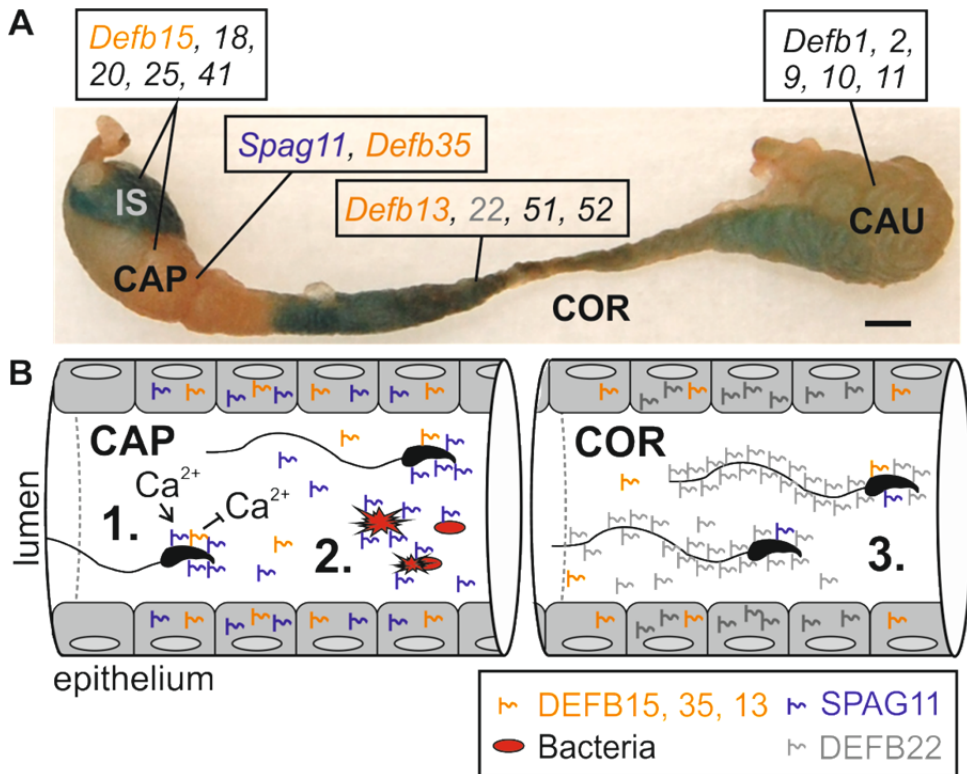 A
Defb15, 18,
20, 25, 41
Defb1, 2,
9, 10, 11
Spag11, Defb35
Defb13, 22, 51, 52
IS
CAP
COR
CAU
B
lumen
CAP
Ca²⁺
Ca²⁺
1.
2.
COR
3.
epithelium
DEFB15, 35, 13
SPAG11
Bacteria
DEFB22